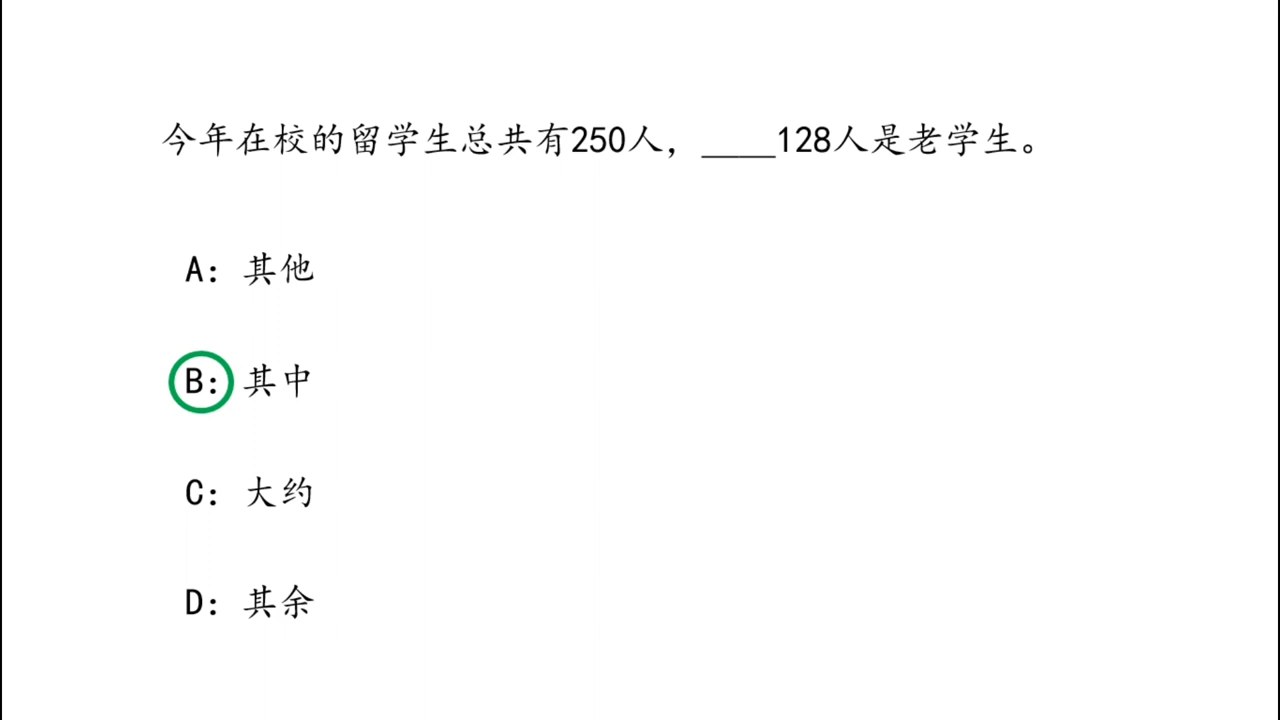 今年在校的留学生总共有250人，____128人是老学生。
A: 其他
B: 其中
C: 大约
D: 其余